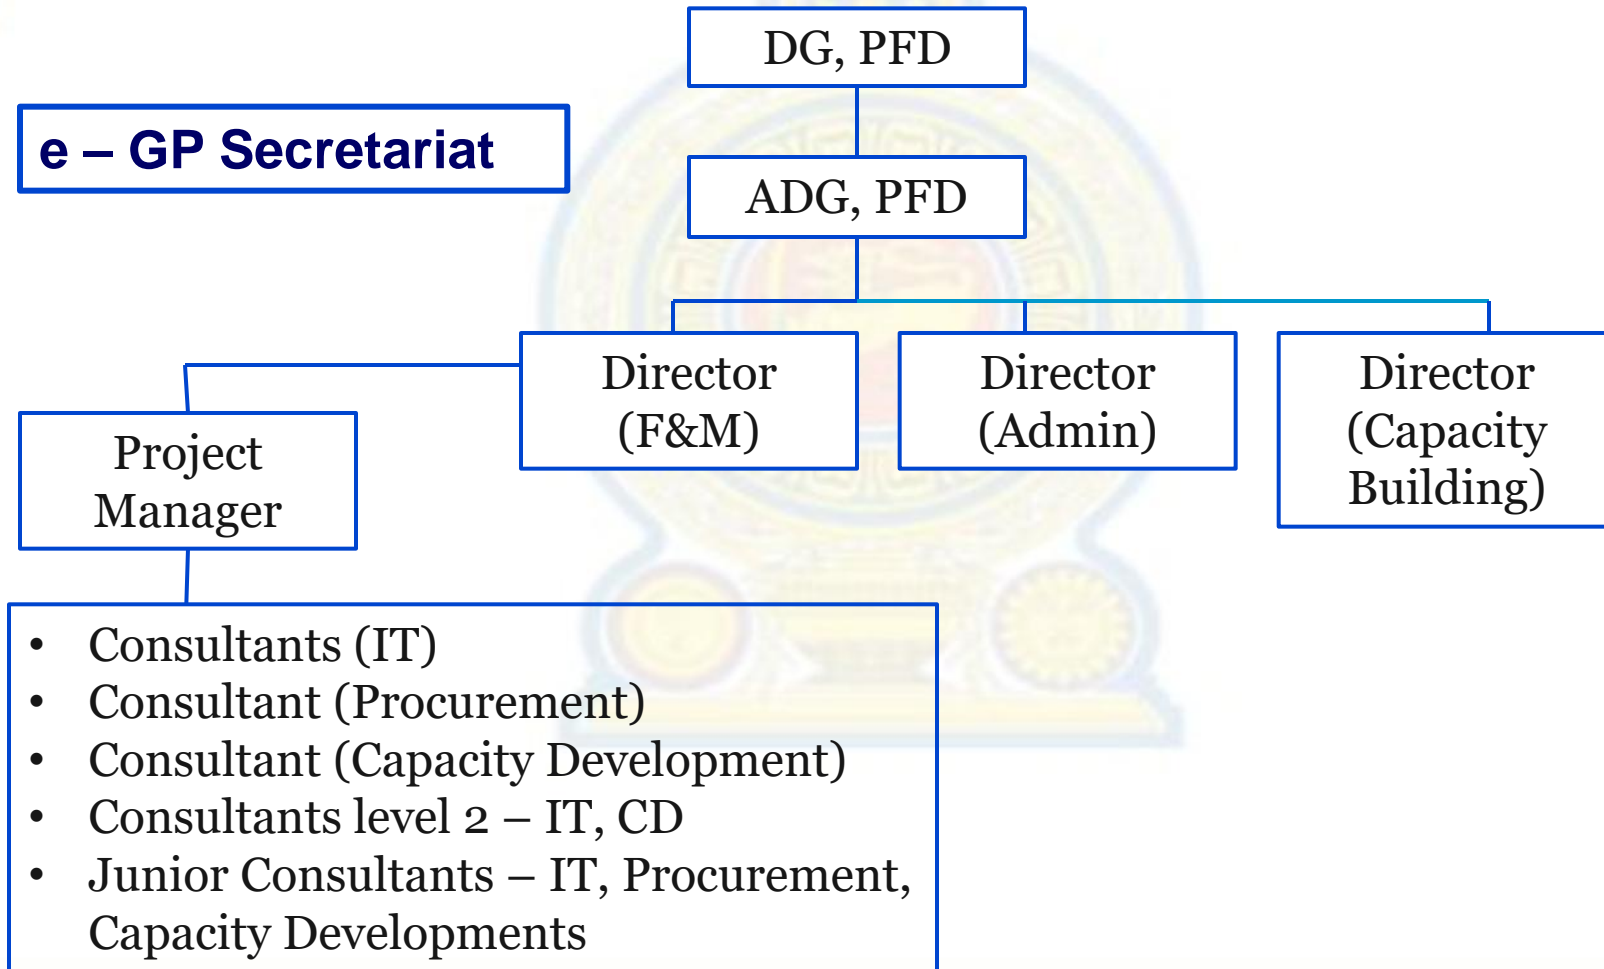 DG, PFD
e – GP Secretariat
ADG, PFD
Director
(F&M)
Director
(Admin)
Director
(Capacity
Building)
Project
Manager
• Consultants (IT)
• Consultant (Procurement)
• Consultant (Capacity Development)
• Consultants level 2 – IT, CD
• Junior Consultants – IT, Procurement,
Capacity Developments